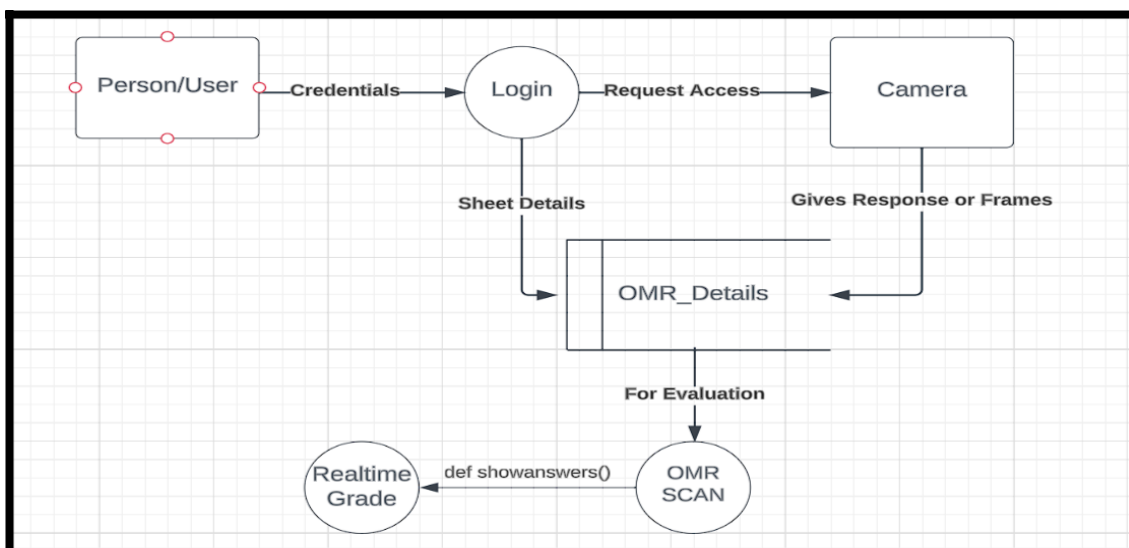 Person/User
Credentials
Login
Request Access
Camera
Sheet Details
Gives Response or Frames
OMR_Details
For Evaluation
Realtime
Grade
def showanswers()
OMR
SCAN